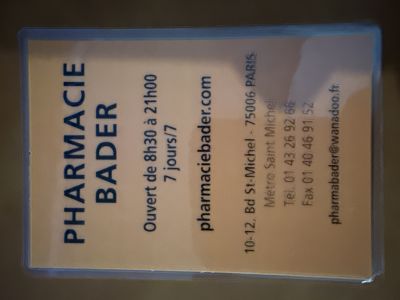 PHARMACIE
BADER
Ouvert de 8h30 à 21h00
7 jours/7
pharmaciebader.com
10-12, Bd St-Michel - 75006 PARIS
Métro Saint Michel
Tél. 01 43 26 92 66
Fax 01 40 46 91 52
pharmabader@wanadoo.fr